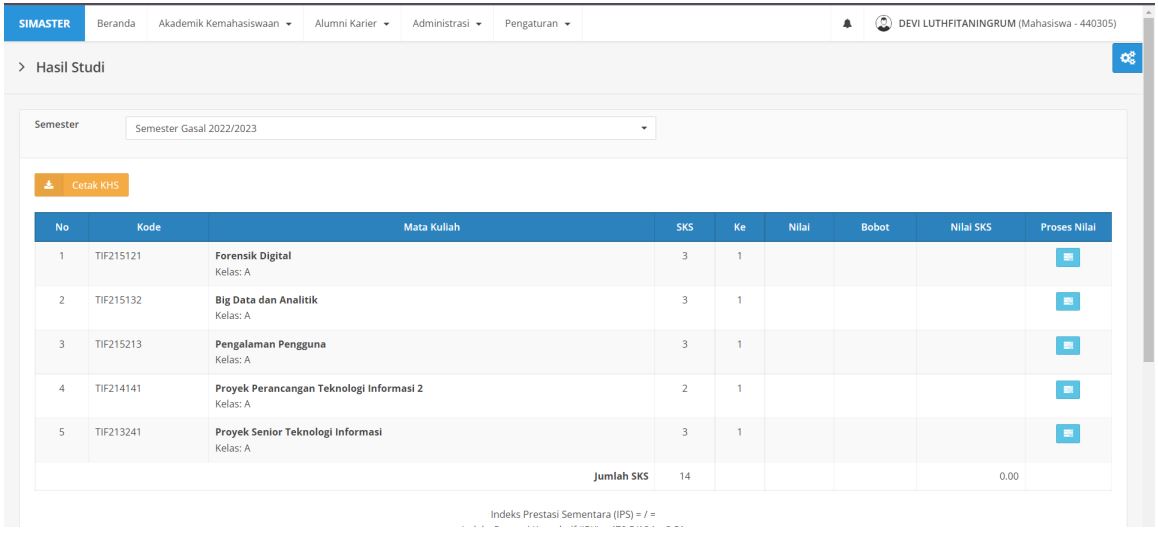 SIMASTER Beranda Akademik Kemahasiswaan Alumni Karier Administrasi Pengaturan DEVI LUTHFITANINGRUM (Mahasiswa - 440305)
> Hasil Studi
Semester Semester Gasal 2022/2023
Cetak KHS
No Kode Mata Kuliah SKS Ke Nilai Bobot Nilai SKS Proses Nilai
1 TIF215121 Forensik Digital 3 1
Kelas: A
2 TIF215132 Big Data dan Analitik 3 1
Kelas: A
3 TIF215213 Pengalaman Pengguna 3 1
Kelas: A
4 TIF214141 Proyek Perancangan Teknologi Informasi 2 2 1
Kelas: A
5 TIF213241 Proyek Senior Teknologi Informasi 3 1
Kelas: A
Jumlah SKS 14 0.00
Indeks Prestasi Sementara (IPS) = / =